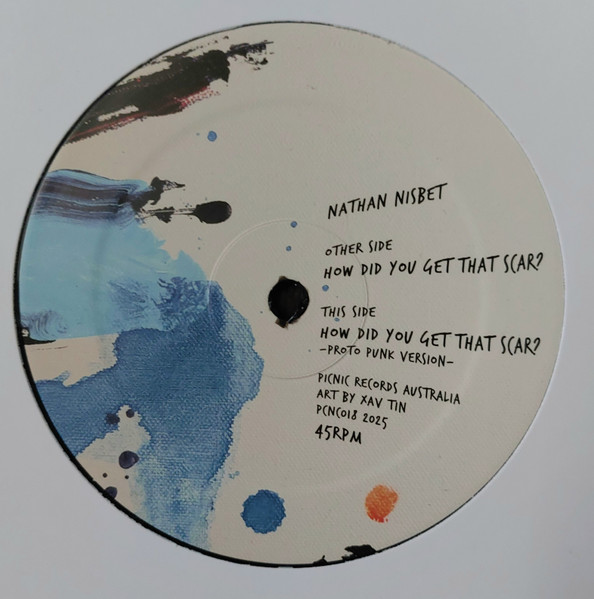 NATHAN NISBET
OTHER SIDE
HOW DID YOU GET THAT SCAR?
THIS SIDE
HOW DID YOU GET THAT SCAR?
-PROTO PUNK VERSION-
PICNIC RECORDS AUSTRALIA
ART BY XAV TIN
PCNC018 2025
45RPM